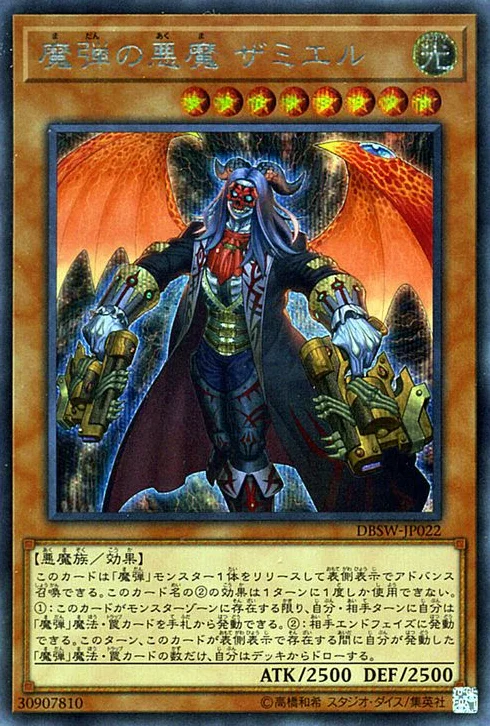 魔弾の悪魔 ザミエル
光
DBSW-JP022
【悪魔族/効果】
このカードは「魔弾」モンスター1体をリリースして表側表示でアドバンス
召喚できる。このカード名の②の効果は1ターンに1度しか使用できない。
①:このカードがモンスターゾーンに存在する限り、自分・相手ターンに自分は
「魔弾」魔法・罠カードを手札から発動できる。②:相手エンドフェイズに発動
できる。このターン、このカードが表側表示で存在する間に自分が発動した
「魔弾」魔法・罠カードの数だけ、自分はデッキからドローする。
ATK/2500 DEF/2500
30907810
©高橋和希 スタジオ・ダイス/集英社